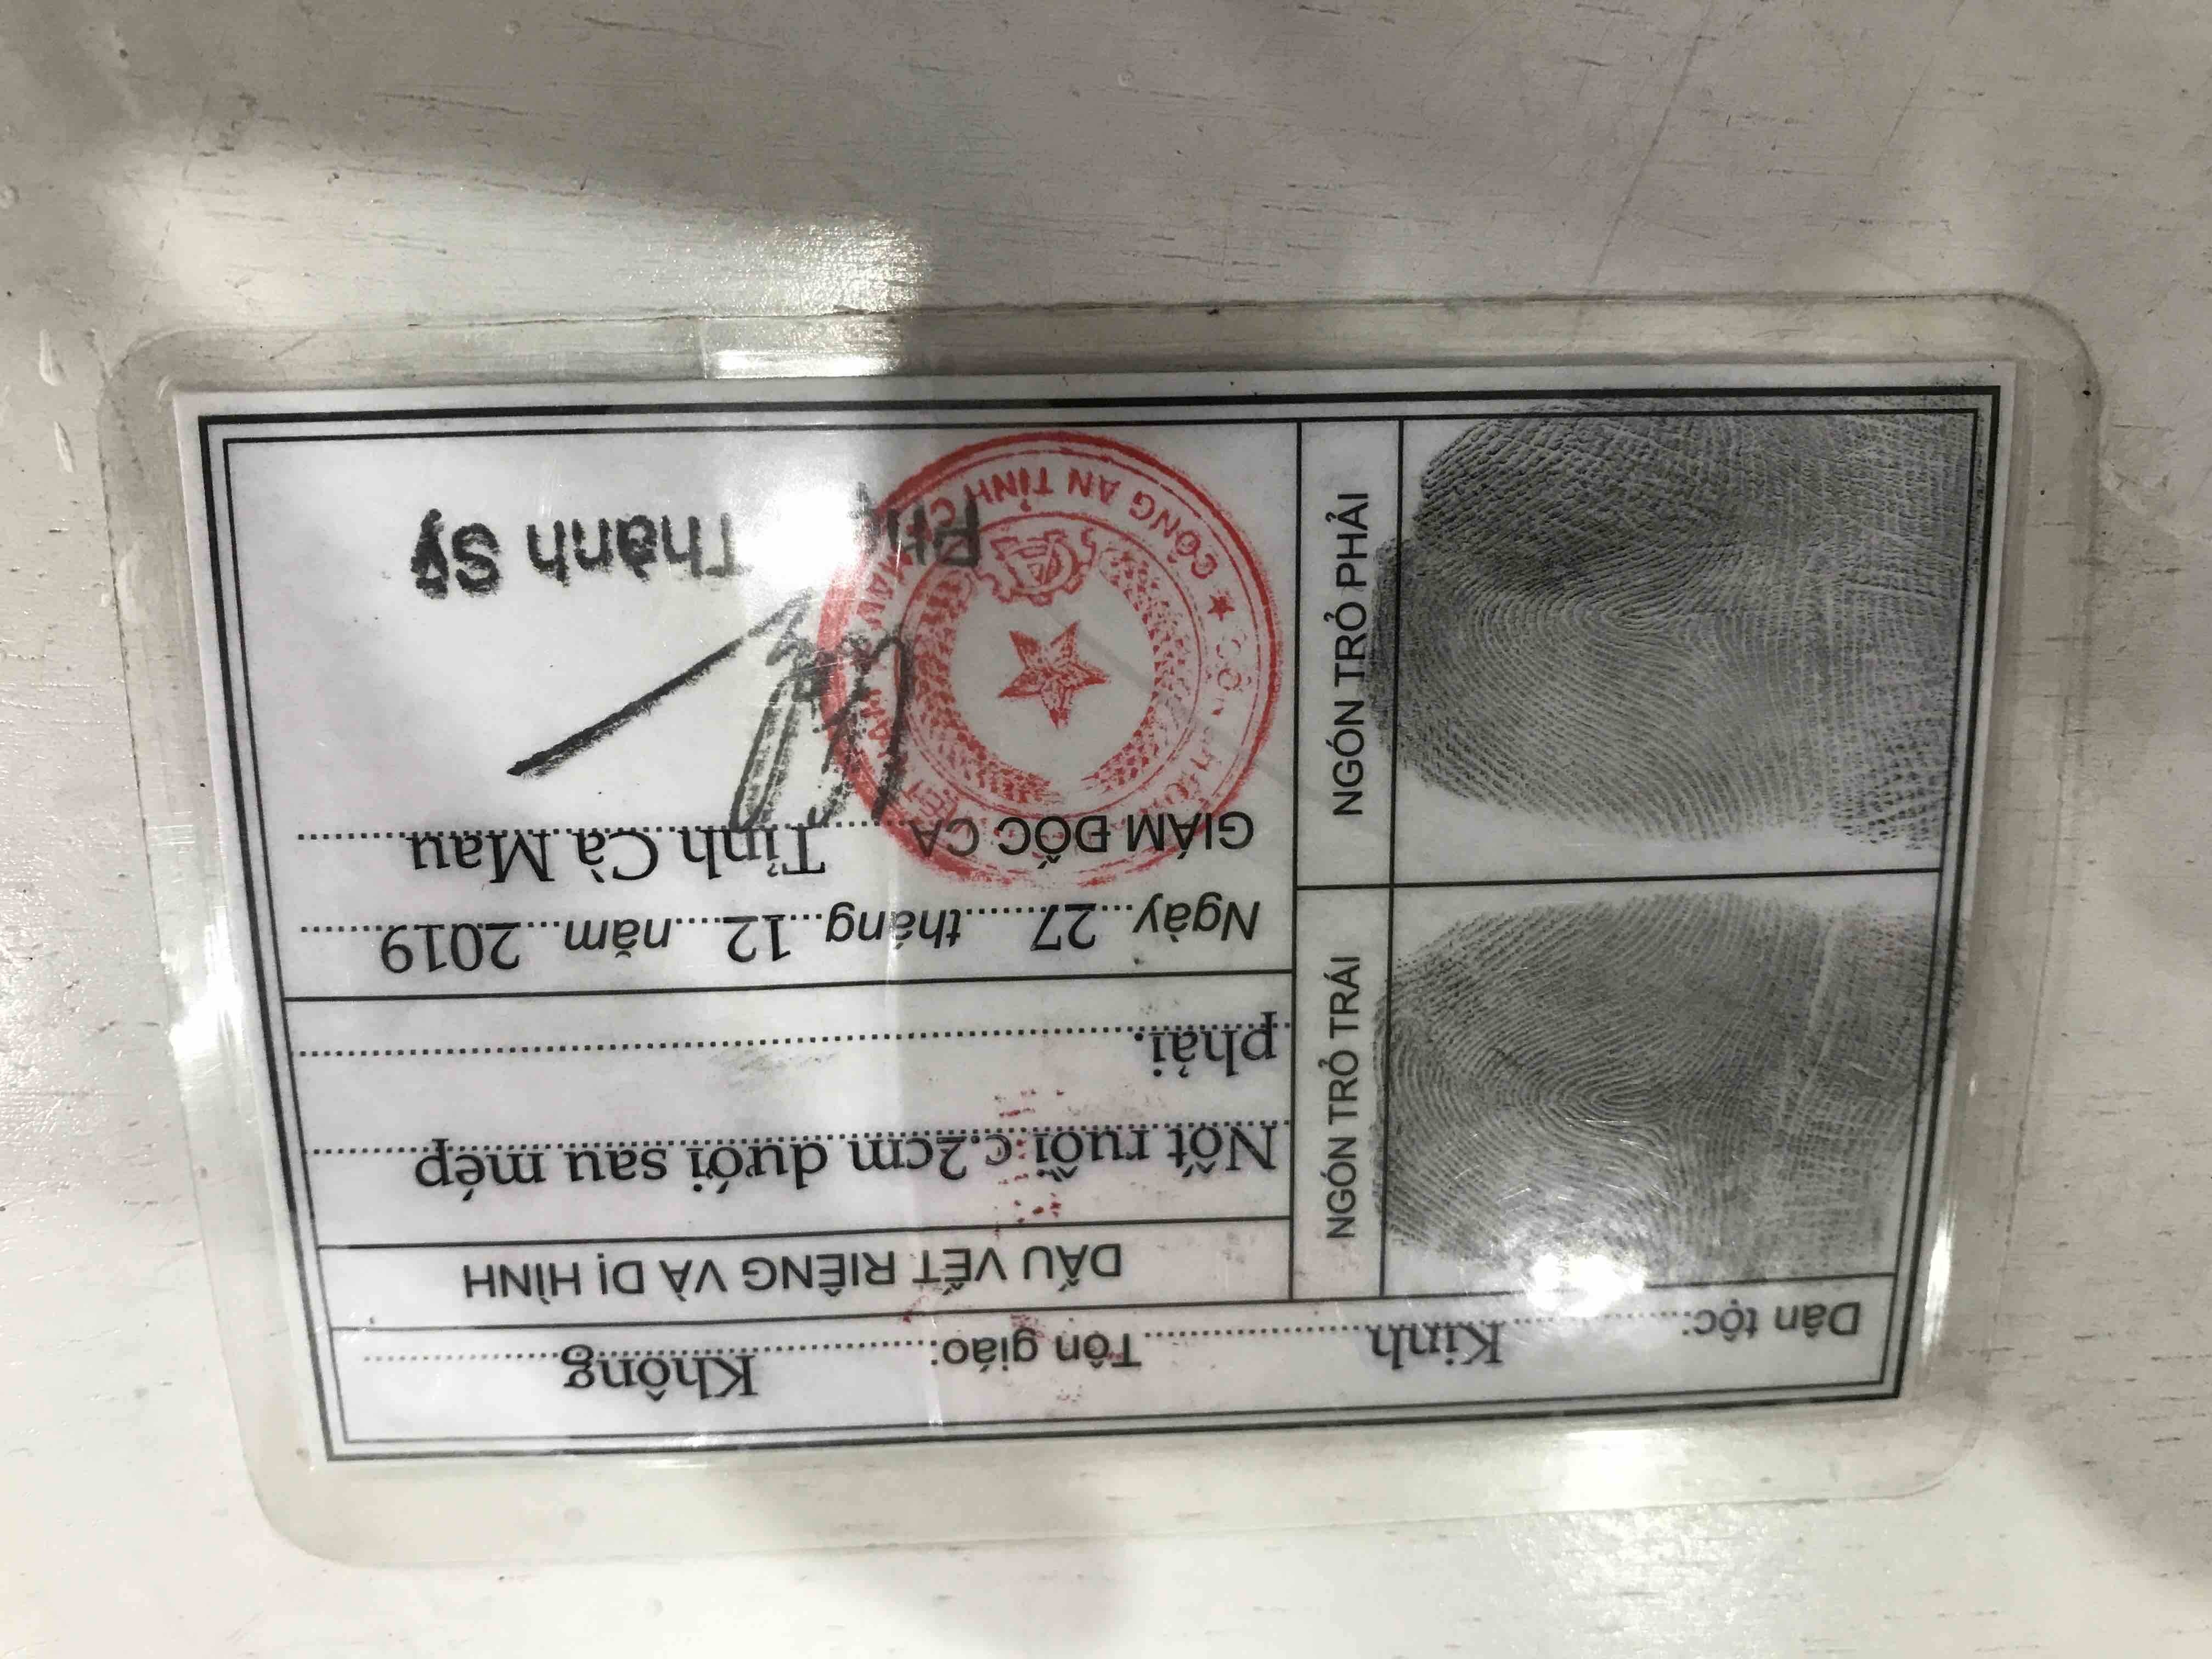 Dân tộc: Kinh Tôn giáo: Không
NGÓN TRỎ TRÁI
NGÓN TRỎ PHẢI
DẤU VẾT RIÊNG VÀ DỊ HÌNH
Nốt ruồi c.2cm dưới sau mép
phải.
Ngày 27 tháng 12 năm 2019
GIÁM ĐỐC CA Tỉnh Cà Mau
CÔNG AN TỈNH CÀ MAU
Thành Sỹ